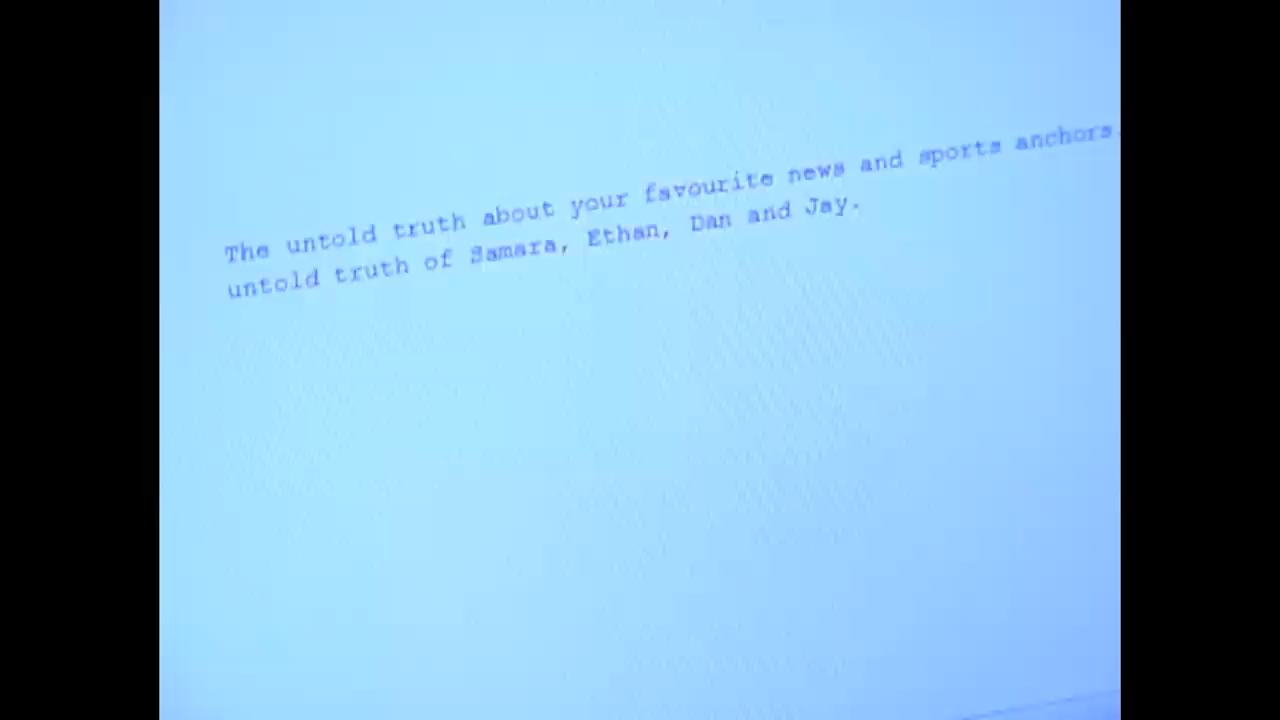 The untold truth about your favourite news and sports anchors.
untold truth of Samara, Ethan, Dan and Jay.